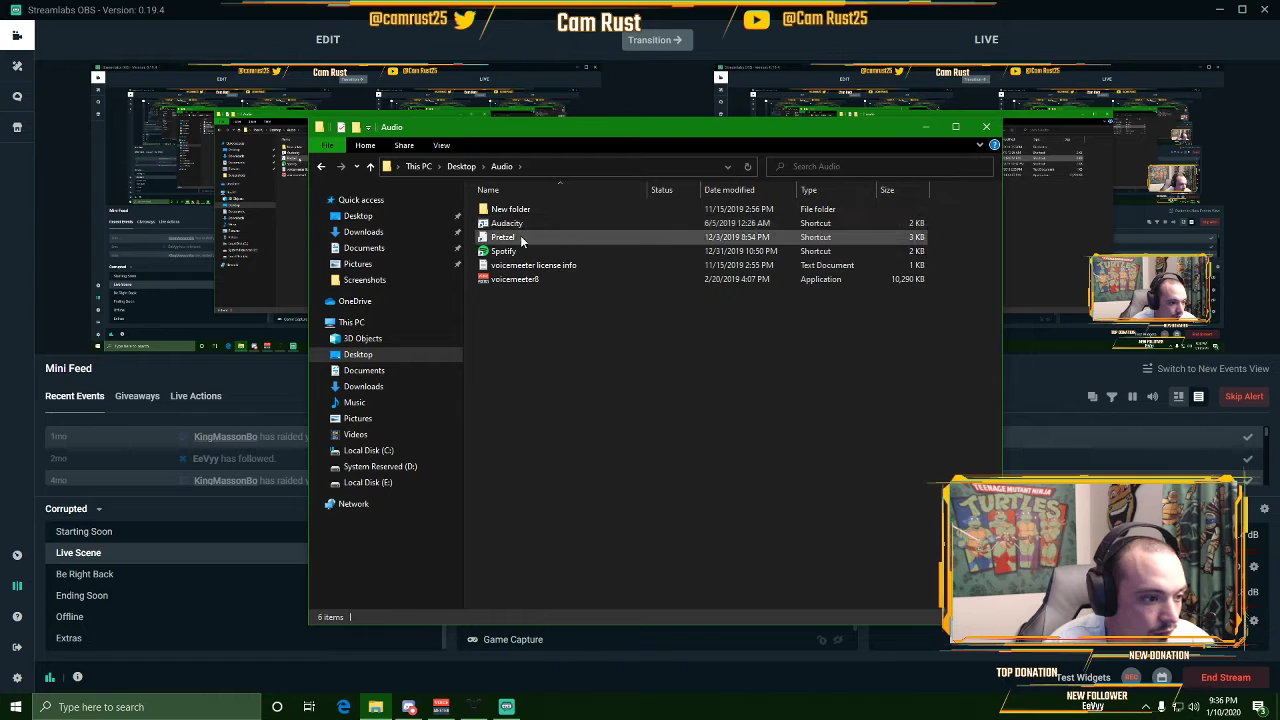 Streamlabs OBS - Version: 0.19.4
@camrust25
Cam Rust
@Cam Rust25
EDIT
Transition
LIVE
Audio
File
Home
Share
View
This PC > Desktop > Audio >
Search Audio
Name
Status
Date modified
Type
Size
Quick access
Desktop
Downloads
Documents
Pictures
Screenshots
OneDrive
This PC
3D Objects
Desktop
Documents
Downloads
Music
Pictures
Videos
Local Disk (C:)
System Reserved (D:)
Local Disk (E:)
Network
New folder 11/15/2019 2:56 PM File folder
Audacity 6/5/2019 12:26 AM Shortcut 2 KB
Pretzel 12/3/2019 8:54 PM Shortcut 3 KB
Spotify 12/31/2019 10:50 PM Shortcut 2 KB
voicemeeter license info 11/15/2019 2:55 PM Text Document 1 KB
voicemeeter8 2/20/2019 4:07 PM Application 10,290 KB
6 items
Mini Feed
Switch to New Events View
Recent Events
Giveaways
Live Actions
Skip Alert
1mo KingMassonBo has raided y
2mo EeVyy has followed.
4mo KingMassonBo has raided y
Corrupted
Starting Soon
Live Scene
Be Right Back
Ending Soon
Offline
Extras
Game Capture
dB
dB
TEENAGE MUTANT NINJA
TURTLES
NEW DONATION
TOP DONATION
Test Widgets
REC
End Stream
NEW FOLLOWER
EeVyy
Type here to search
9:36 PM
1/10/2020